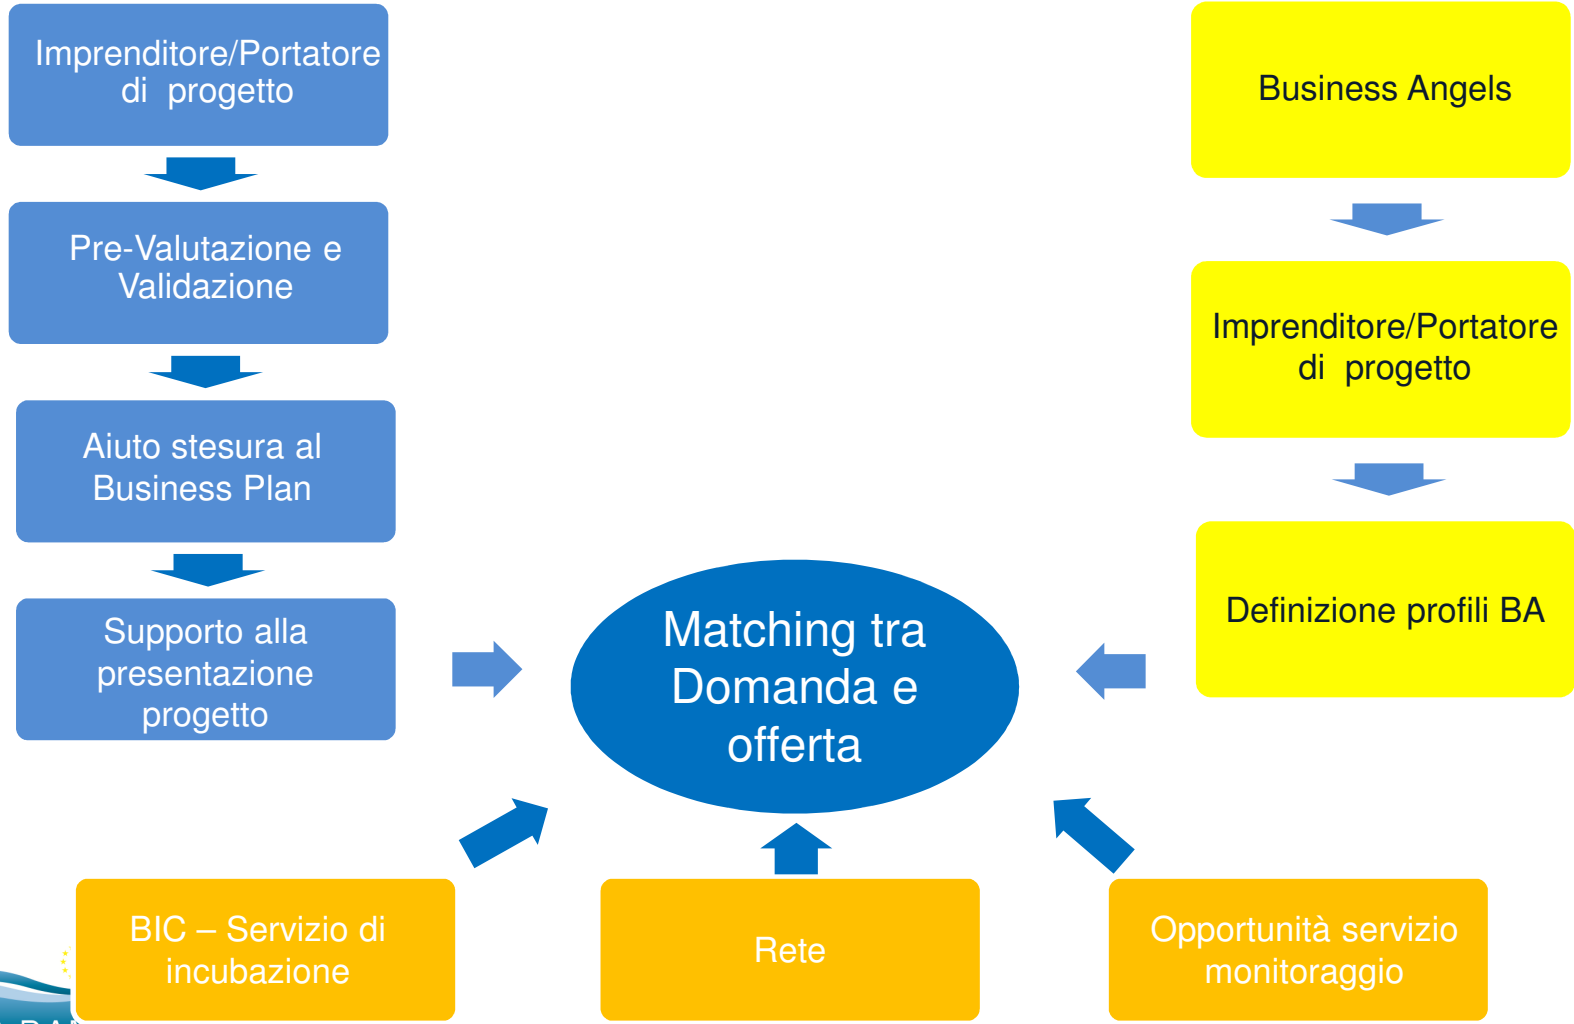 Imprenditore/Portatore
di progetto
Pre-Valutazione e
Validazione
Aiuto stesura al
Business Plan
Supporto alla
presentazione
progetto
Business Angels
Imprenditore/Portatore
di progetto
Definizione profili BA
Matching tra
Domanda e
offerta
BIC – Servizio di
incubazione
Rete
Opportunità servizio
monitoraggio